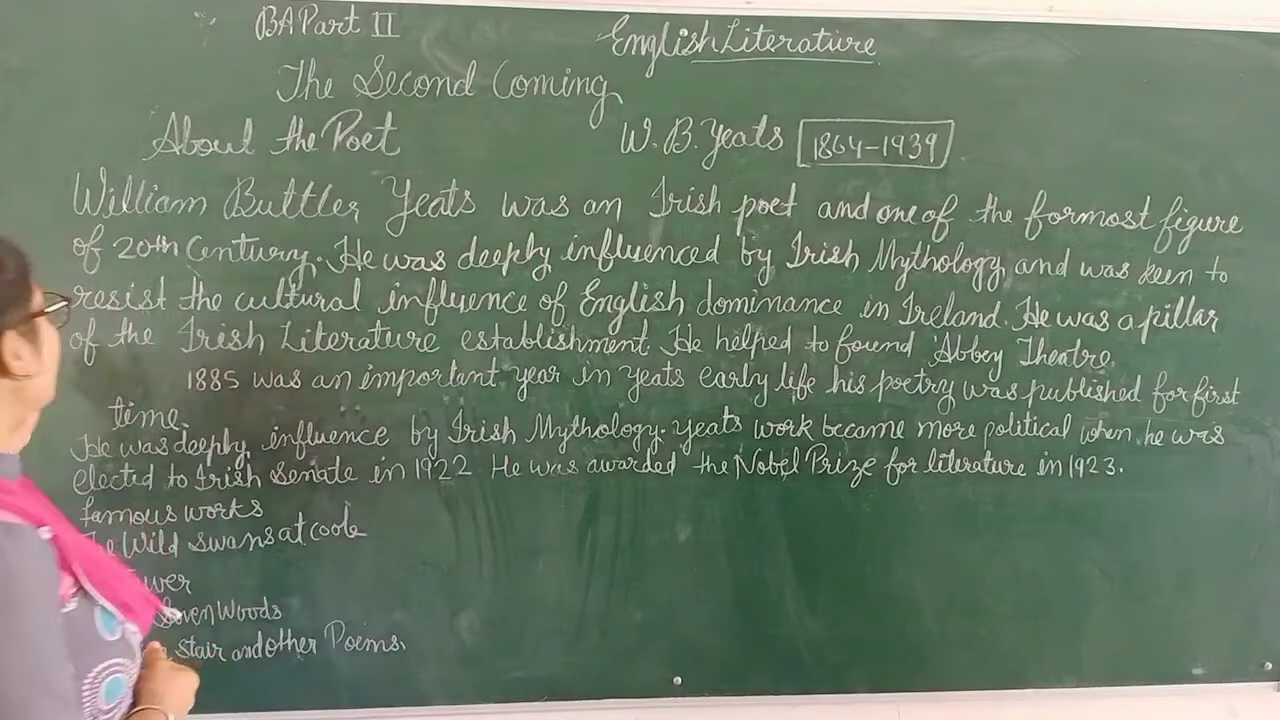 BA Part II
English Literature
The Second Coming
About the Poet
W. B. Yeats 1864-1939
William Buttler Yeats was an Irish poet and one of the formost figure
of 20th Century. He was deeply influenced by Irish Mythology and was keen to
resist the cultural influence of English dominance in Ireland. He was a pillar
of the Irish Literature establishment. He helped to found 'Abbey Theatre.
1885 was an important year in yeats early life his poetry was published for first
time.
He was deeply influence by Irish Mythology. yeats work became more political when he was
elected to Irish Senate in 1922 He was awarded the Nobel Prize for literature in 1923.
famous works
Wild swans at coole
Seven Woods
stair and other Poems.